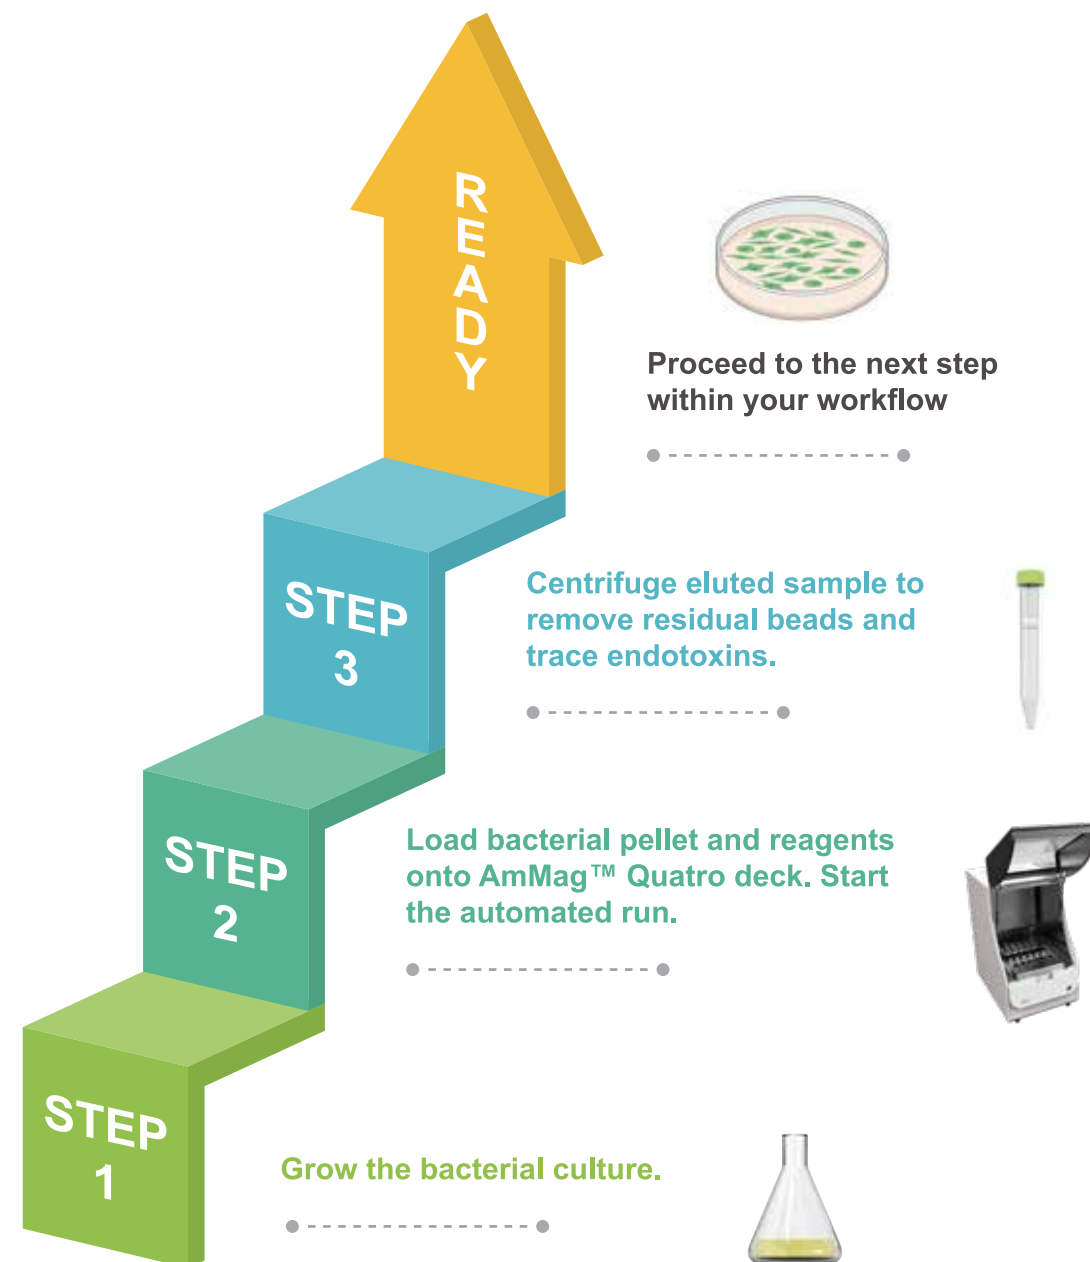 READY
Proceed to the next step
within your workflow
STEP
3
Centrifuge eluted sample to
remove residual beads and
trace endotoxins.
STEP
2
Load bacterial pellet and reagents
onto AmMag™ Quatro deck. Start
the automated run.
STEP
1
Grow the bacterial culture.